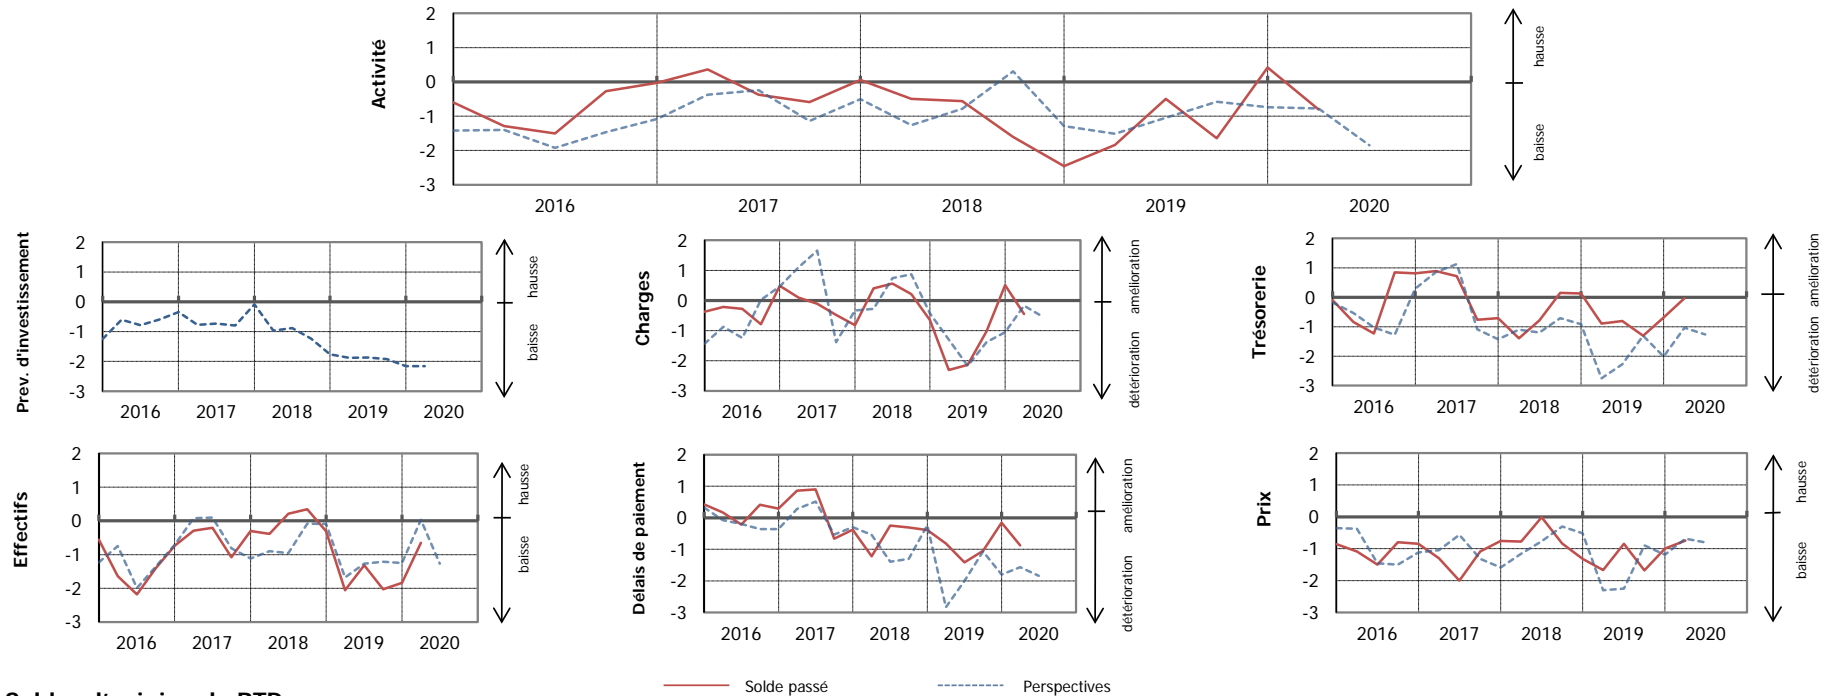 Activité
2
1
0
-1
-2
-3
2016 2017 2018 2019 2020
hausse
baisse
Prev. d'investissement
2
1
0
-1
-2
-3
2016 2017 2018 2019 2020
hausse
baisse
Charges
2
1
0
-1
-2
-3
2016 2017 2018 2019 2020
amélioration
détérioration
Trésorerie
2
1
0
-1
-2
-3
2016 2017 2018 2019 2020
amélioration
détérioration
Effectifs
2
1
0
-1
-2
-3
2016 2017 2018 2019 2020
hausse
baisse
Délais de paiement
2
1
0
-1
-2
-3
2016 2017 2018 2019 2020
amélioration
détérioration
Prix
2
1
0
-1
-2
-3
2016 2017 2018 2019 2020
hausse
baisse
Solde passé Perspectives